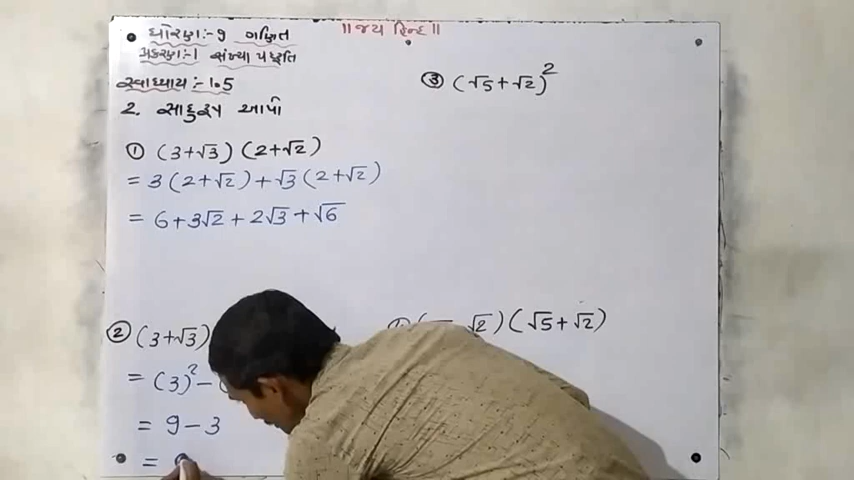 ધોરણ:-9 ગણિત
॥ જય હિન્દ ॥
પ્રકરણ:-1 સંખ્યા પદ્ધતિ
સ્વાધ્યાય:-1.5
2. સાદુરૂપ આપો
① (3+√3)(2+√2)
= 3(2+√2)+√3(2+√2)
= 6+3√2+2√3+√6
② (3+√3)
= (3)² - (
= 9-3
=
③ (√5+√2)²
√2)(√5+√2)